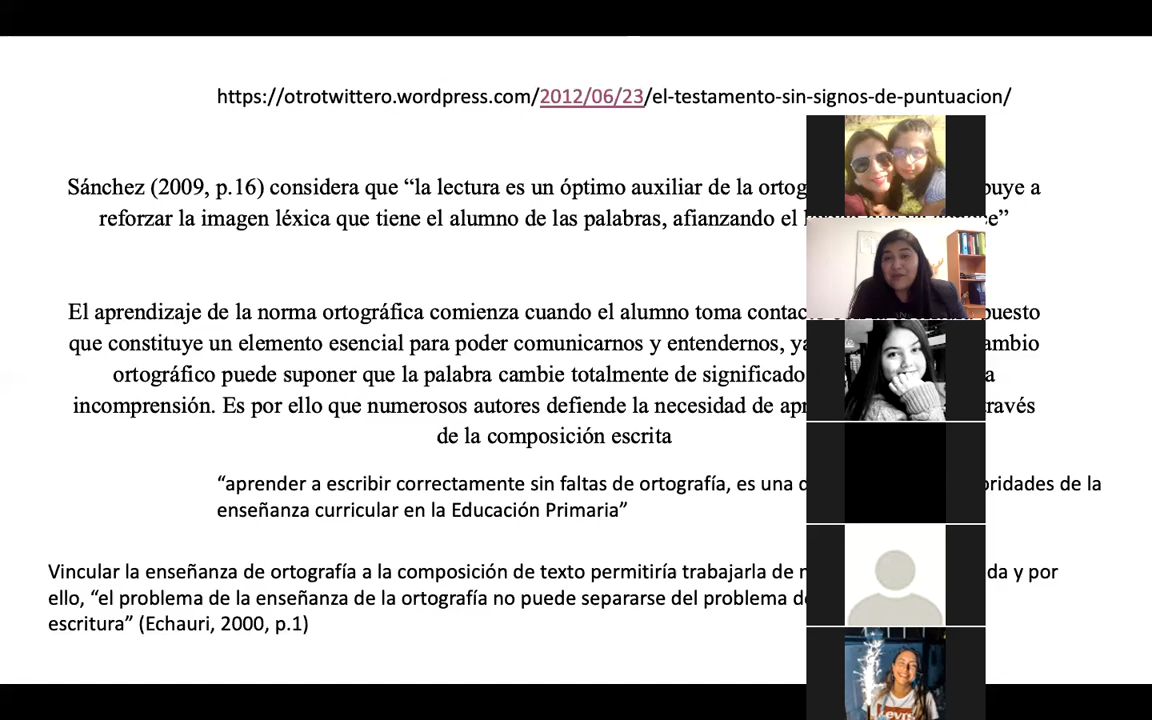 https://otrotwittero.wordpress.com/2012/06/23/el-testamento-sin-signos-de-puntuacion/
Sánchez (2009, p.16) considera que “la lectura es un óptimo auxiliar de la a
reforzar la imagen léxica que tiene el alumno de las palabras, afianzando el
El aprendizaje de la norma ortográfica comienza cuando el alumno toma puesto
que constituye un elemento esencial para poder comunicarnos y entendernos,
ortográfico puede suponer que la palabra cambie totalmente de significado
incomprensión. Es por ello que numerosos autores defiende la necesidad de
de la composición escrita
“aprender a escribir correctamente sin faltas de ortografía, es una de la
enseñanza curricular en la Educación Primaria”
Vincular la enseñanza de ortografía a la composición de texto permitiría trabajarla de y por
ello, “el problema de la enseñanza de la ortografía no puede separarse del problema
escritura” (Echauri, 2000, p.1)
Levi's